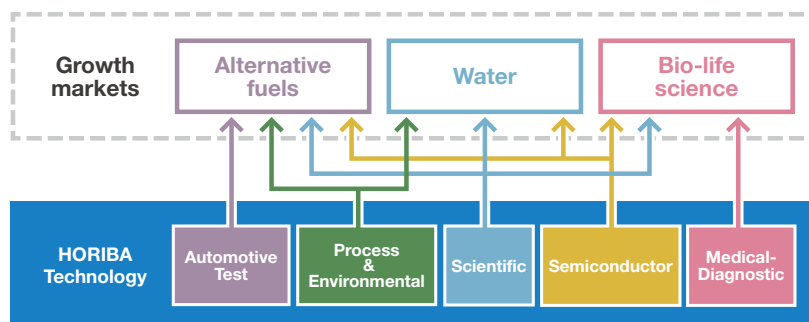 Growth
markets
Alternative
fuels
Water
Bio-life
science
HORIBA
Technology
Automotive
Test
Process
&
Environmental
Scientific
Semiconductor
Medical-
Diagnostic